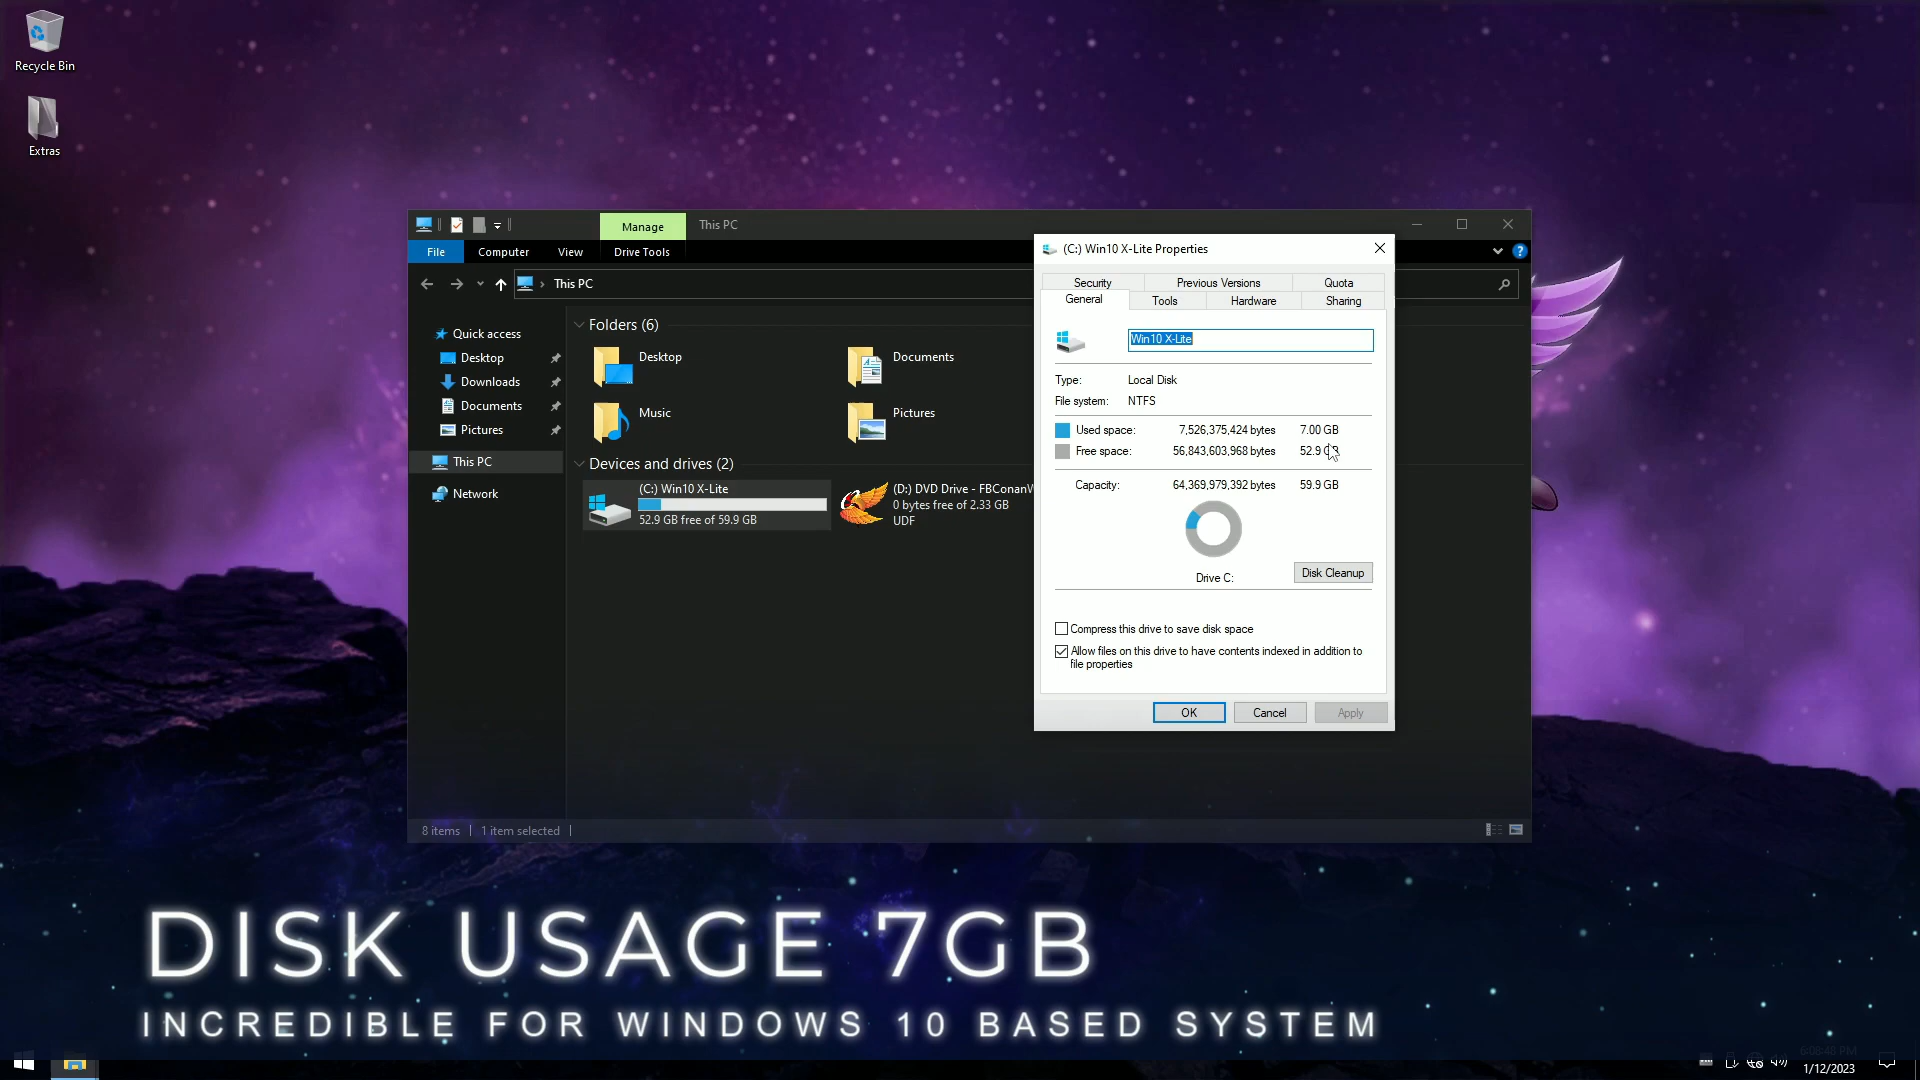 Recycle Bin
Extras
Manage
This PC
File
Computer
View
Drive Tools
This PC
Quick access
Desktop
Downloads
Documents
Pictures
This PC
Network
Folders (6)
Desktop
Documents
Music
Pictures
Devices and drives (2)
(C:) Win10 X-Lite
52.9 GB free of 59.9 GB
(D:) DVD Drive - FBConan
0 bytes free of 2.33 GB
UDF
8 items
1 item selected
(C:) Win10 X-Lite Properties
Security
Previous Versions
Quota
General
Tools
Hardware
Sharing
Win10 X-Lite
Type: Local Disk
File system: NTFS
Used space: 7,526,375,424 bytes 7.00 GB
Free space: 56,843,603,968 bytes 52.9 GB
Capacity: 64,369,979,392 bytes 59.9 GB
Drive C:
Disk Cleanup
Compress this drive to save disk space
Allow files on this drive to have contents indexed in addition to
file properties
OK
Cancel
Apply
DISK USAGE 7GB
INCREDIBLE FOR WINDOWS 10 BASED SYSTEM
1/12/2023